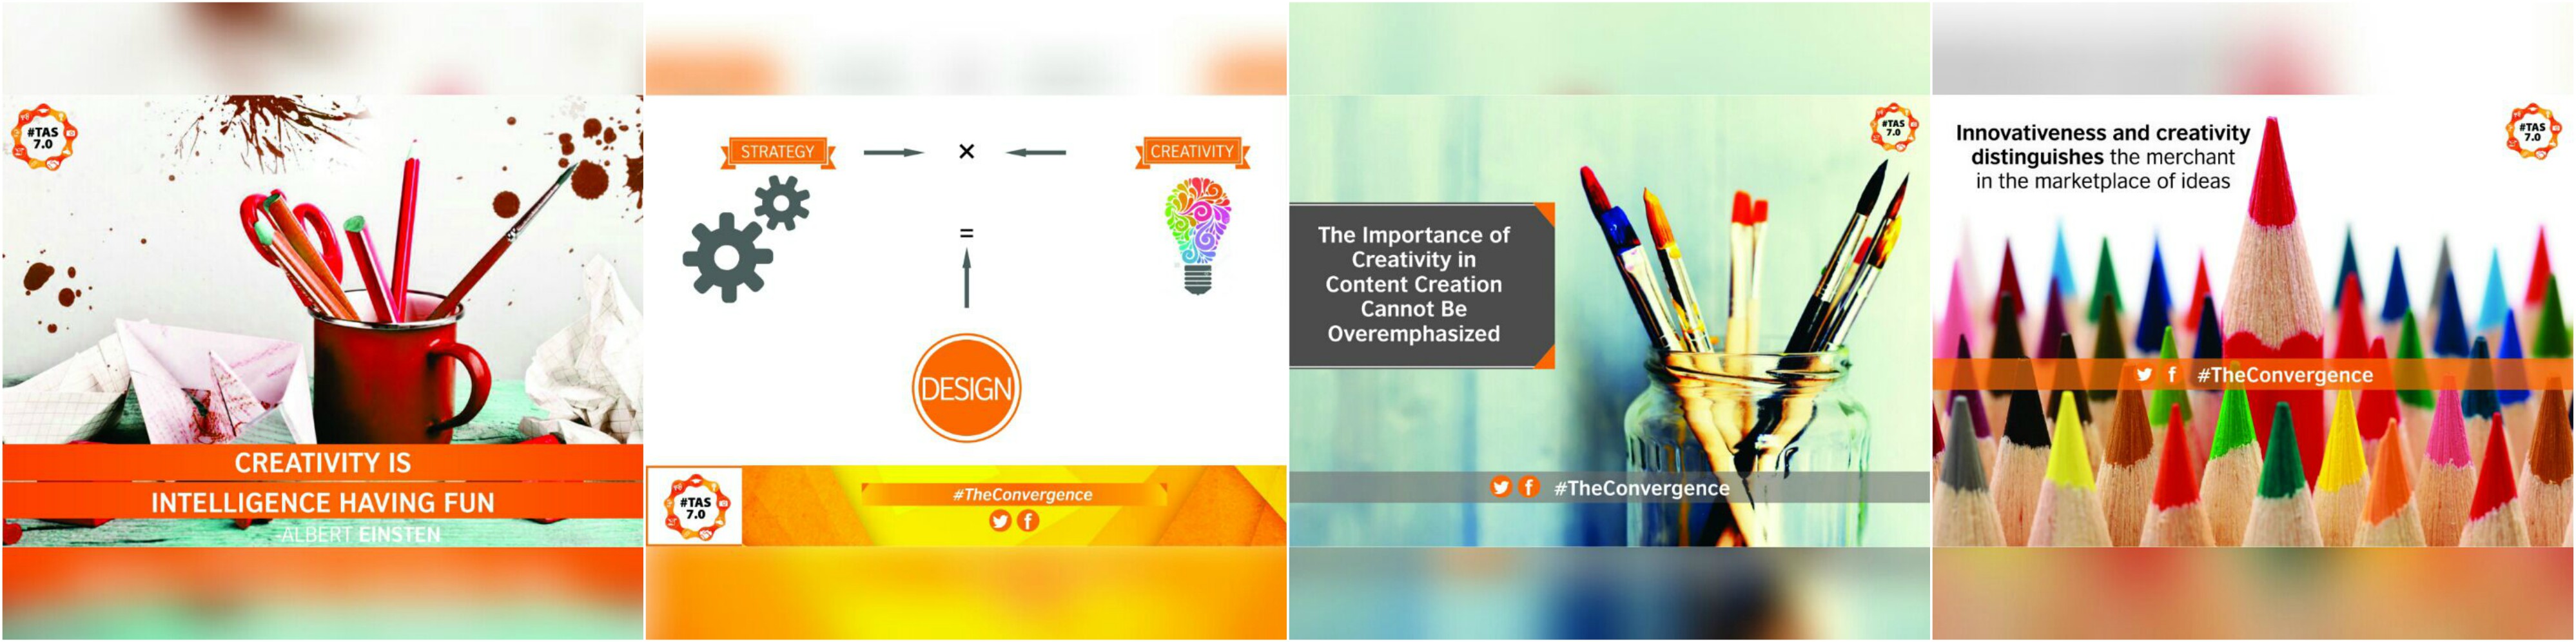 #TAS
7.0
CREATIVITY IS
INTELLIGENCE HAVING FUN
-ALBERT EINSTEN
STRATEGY
×
CREATIVITY
=
DESIGN
#TAS
7.0
#TheConvergence
#TAS
7.0
The Importance of
Creativity in
Content Creation
Cannot Be
Overemphasized
#TheConvergence
Innovativeness and creativity
distinguishes the merchant
in the marketplace of ideas
#TAS
7.0
#TheConvergence